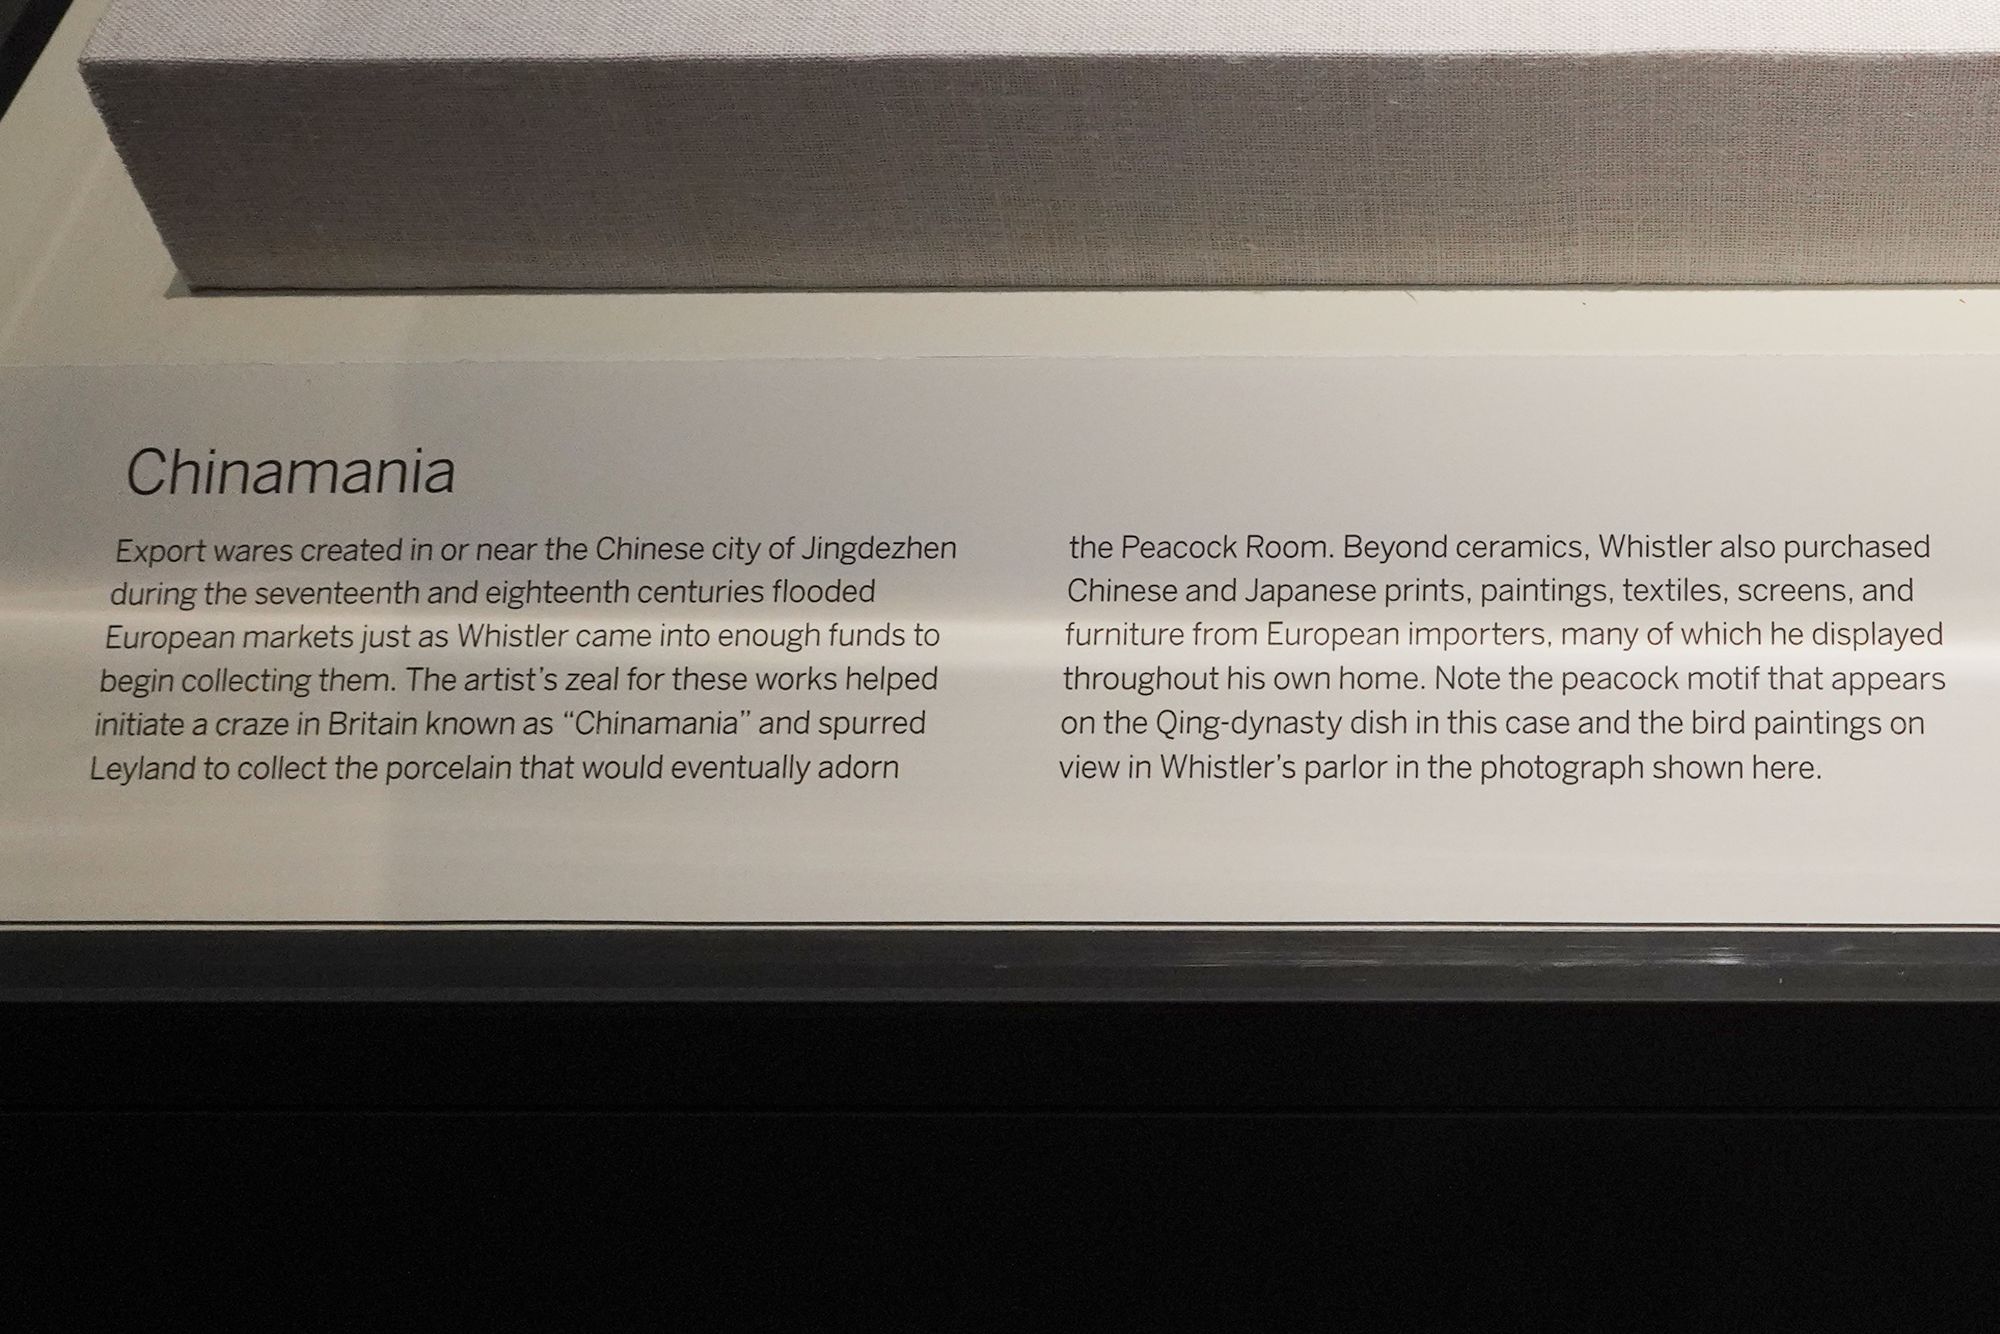 Chinamania
Export wares created in or near the Chinese city of Jingdezhen
during the seventeenth and eighteenth centuries flooded
European markets just as Whistler came into enough funds to
begin collecting them. The artist’s zeal for these works helped
initiate a craze in Britain known as “Chinamania” and spurred
Leyland to collect the porcelain that would eventually adorn
the Peacock Room. Beyond ceramics, Whistler also purchased
Chinese and Japanese prints, paintings, textiles, screens, and
furniture from European importers, many of which he displayed
throughout his own home. Note the peacock motif that appears
on the Qing-dynasty dish in this case and the bird paintings on
view in Whistler’s parlor in the photograph shown here.